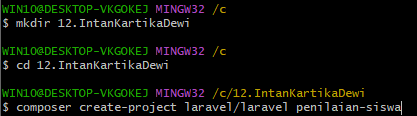 WIN10@DESKTOP-VKGOKEJ MINGW32 /c
$ mkdir 12.IntanKartikaDewi
WIN10@DESKTOP-VKGOKEJ MINGW32 /c
$ cd 12.IntanKartikaDewi
WIN10@DESKTOP-VKGOKEJ MINGW32 /c/12.IntanKartikaDewi
$ composer create-project laravel/laravel penilaian-siswa